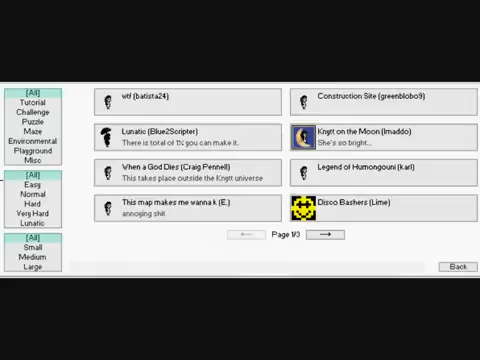 [All]
Tutorial
Challenge
Puzzle
Maze
Environmental
Playground
Misc
[All]
Easy
Normal
Hard
Very Hard
Lunatic
[All]
Small
Medium
Large
wtf (batista24)
Construction Site (greenblobo9)
Lunatic (Blue2Scripter)
There is total of 1% you can make it.
Knytt on the Moon (Imaddo)
She's so bright...
When a God Dies (Craig Pennell)
This takes place outside the Knytt universe
Legend of Humongouni (karl)
This map makes me wanna k (E.)
annoying shit
Disco Bashers (Lime)
Page 1/3
Back